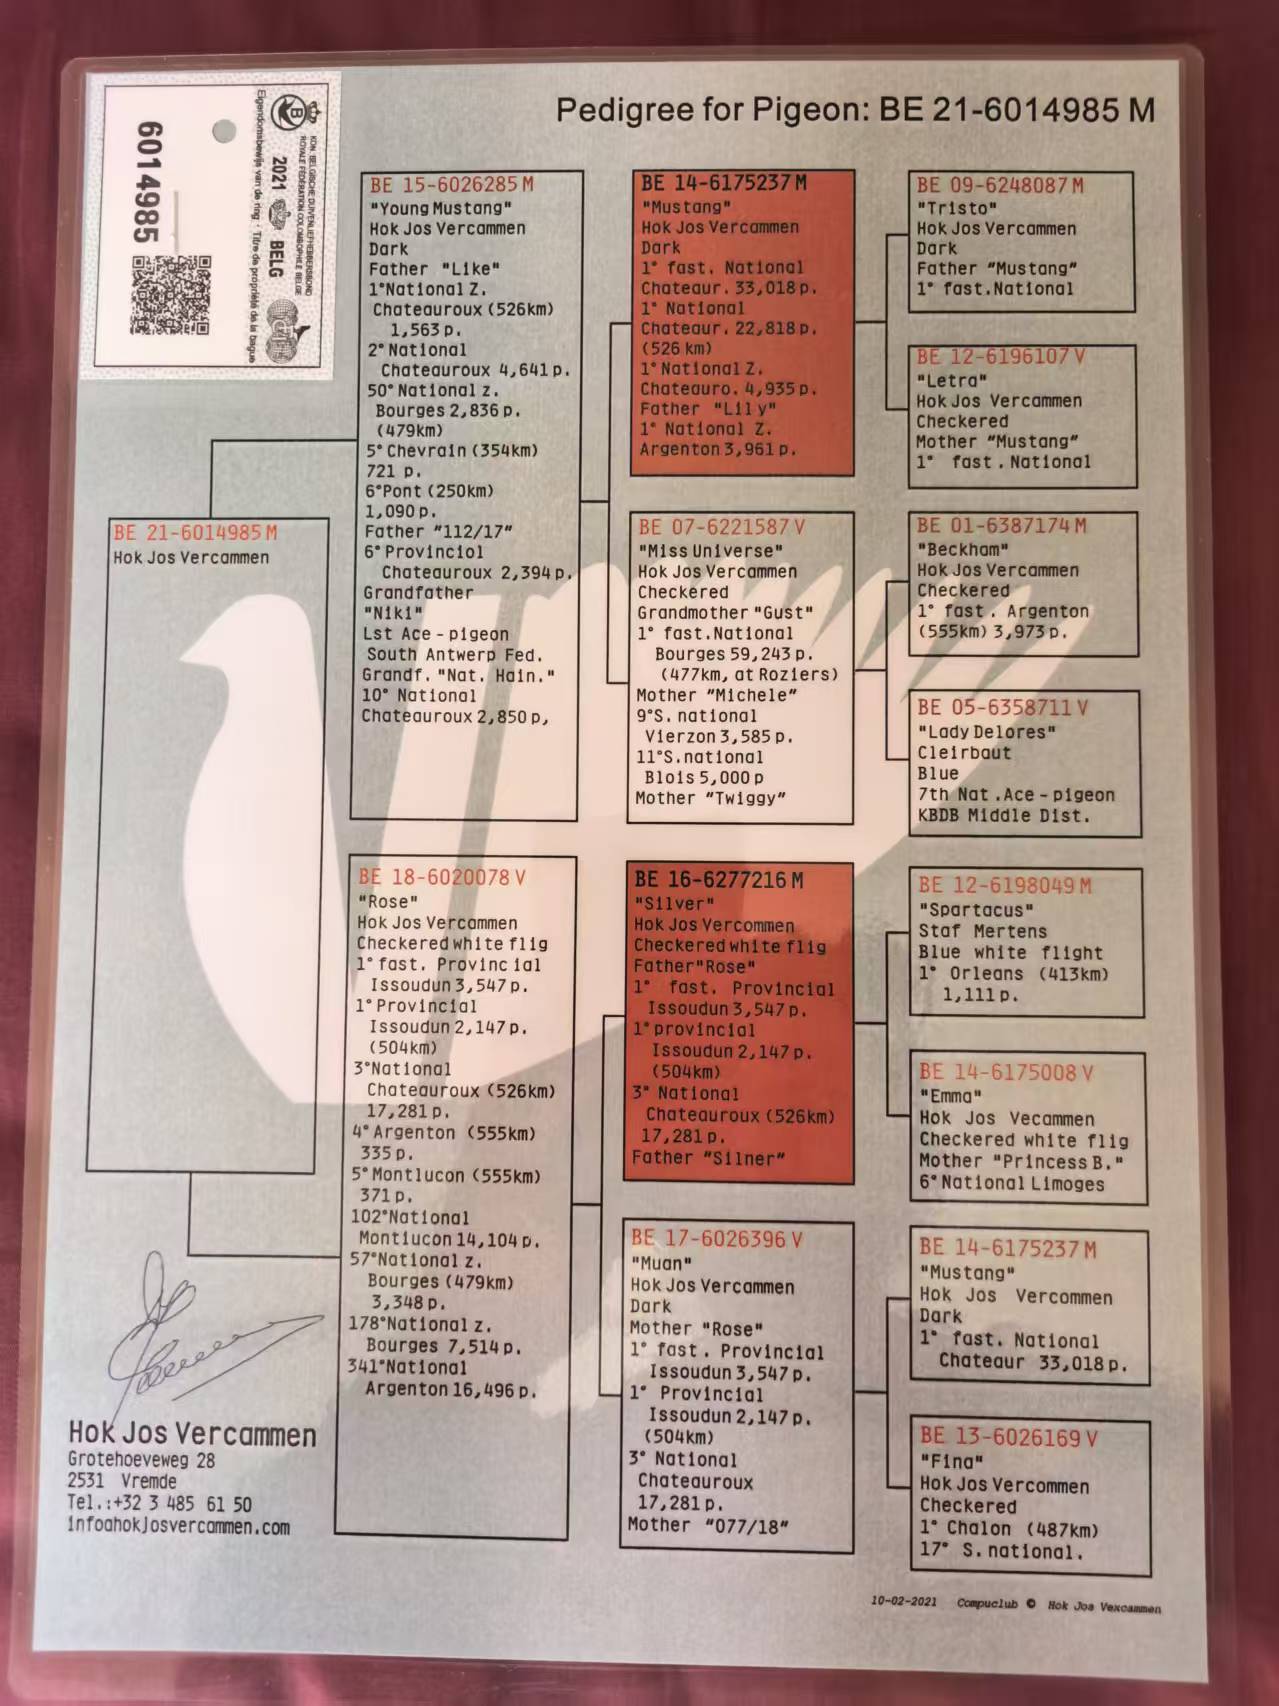 Pedigree for Pigeon: BE 21-6014985 M
6014985
KON. BELGISCHE DUIVENLIEFHEBBERSBOND
ROYALE FÉDÉRATION COLOMBOPHILE BELGE
2021 BELG
Eigendomsbewijs van de ring - Titre de propriété de la bague
BE 21-6014985 M
Hok Jos Vercammen
BE 15-6026285 M
"Young Mustang"
Hok Jos Vercammen
Dark
Father "Like"
1°National Z.
Chateauroux (526km)
1,563 p.
2° National
Chateauroux 4,641 p.
50° National z.
Bourges 2,836 p.
(479km)
5° Chevrain (354km)
721 p.
6°Pont (250km)
1,090 p.
Father "112/17"
6° Provinciol
Chateauroux 2,394 p.
Grandfather
"Niki"
Lst Ace - pigeon
South Antwerp Fed.
Grandf. "Nat. Hain."
10° National
Chateauroux 2,850 p,
BE 18-6020078 V
"Rose"
Hok Jos Vercammen
Checkered white flig
1° fast. Provinc ial
Issoudun 3,547 p.
1° Provincial
Issoudun 2,147 p.
(504km)
3°National
Chateauroux (526km)
17,281 p.
4° Argenton (555km)
335 p.
5° Montlucon (555km)
371 p.
102°National
Montlucon 14,104 p.
57°National z.
Bourges (479km)
3,348 p.
178°National z.
Bourges 7,514 p.
341°National
Argenton 16,496 p.
BE 14-6175237 M
"Mustang"
Hok Jos Vercammen
Dark
1° fast. National
Chateaur. 33,018 p.
1° National
Chateaur. 22,818 p.
(526 km)
1° National Z.
Chateauro. 4,935 p.
Father "Lily"
1° National Z.
Argenton 3,961 p.
BE 07-6221587 V
"Miss Universe"
Hok Jos Vercammen
Checkered
Grandmother "Gust"
1° fast.National
Bourges 59,243 p.
(477km, at Roziers)
Mother "Michele"
9°S. national
Vierzon 3,585 p.
11°S.national
Blois 5,000 p
Mother "Twiggy"
BE 16-6277216 M
"Silver"
Hok Jos Vercommen
Checkered white flig
Father"Rose"
1° fast. Provincial
Issoudun 3,547 p.
1° provincial
Issoudun 2,147 p.
(504km)
3° National
Chateauroux (526km)
17,281 p.
Father "Silner"
BE 17-6026396 V
"Muan"
Hok Jos Vercammen
Dark
Mother "Rose"
1° fast. Provincial
Issoudun 3,547 p.
1° Provincial
Issoudun 2,147 p.
(504km)
3° National
Chateauroux
17,281 p.
Mother "077/18"
BE 09-6248087 M
"Tristo"
Hok Jos Vercammen
Dark
Father "Mustang"
1° fast.National
BE 12-6196107 V
"Letra"
Hok Jos Vercammen
Checkered
Mother "Mustang"
1° fast. National
BE 01-6387174 M
"Beckham"
Hok Jos Vercammen
Checkered
1° fast. Argenton
(555km) 3,973 p.
BE 05-6358711 V
"Lady Delores"
Cleirbaut
Blue
7th Nat .Ace - pigeon
KBDB Middle Dist.
BE 12-6198049 M
"Spartacus"
Staf Mertens
Blue white flight
1° Orleans (413km)
1,111 p.
BE 14-6175008 V
"Emma"
Hok Jos Vecammen
Checkered white flig
Mother "Princess B."
6° National Limoges
BE 14-6175237 M
"Mustang"
Hok Jos Vercommen
Dark
1° fast. National
Chateaur 33,018 p.
BE 13-6026169 V
"Fina"
Hok Jos Vercommen
Checkered
1° Chalon (487km)
17° S. national.
Hok Jos Vercammen
Grotehoeveweg 28
2531 Vremde
Tel.:+32 3 485 61 50
infoahokjosvercammen.com
10-02-2021 Compuclub © Hok Jos Vexcammen